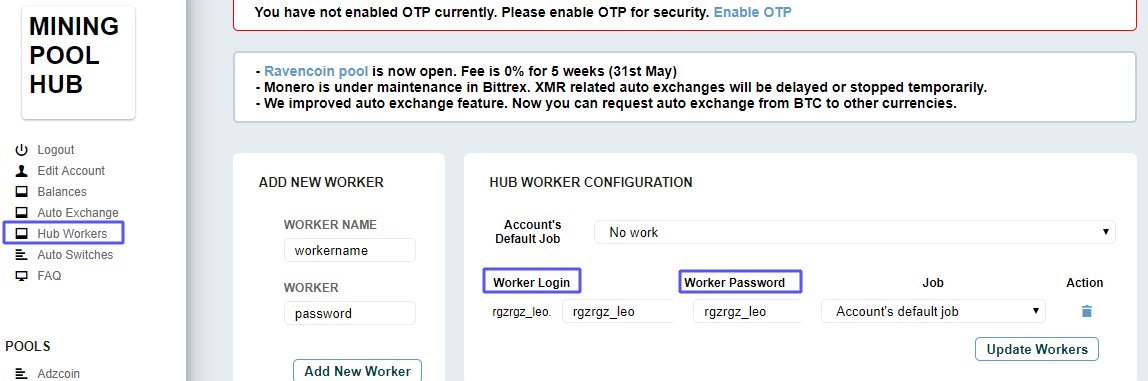 MINING
POOL
HUB
Logout
Edit Account
Balances
Auto Exchange
Hub Workers
Auto Switches
FAQ
POOLS
Adzcoin
You have not enabled OTP currently. Please enable OTP for security. Enable OTP
- Ravencoin pool is now open. Fee is 0% for 5 weeks (31st May)
- Monero is under maintenance in Bittrex. XMR related auto exchanges will be delayed or stopped temporarily.
- We improved auto exchange feature. Now you can request auto exchange from BTC to other currencies.
ADD NEW WORKER
WORKER NAME
workername
WORKER
password
Add New Worker
HUB WORKER CONFIGURATION
Account's
Default Job
No work
Worker Login Worker Password Job Action
rgzrgz_leo. rgzrgz_leo rgzrgz_leo Account's default job
Update Workers